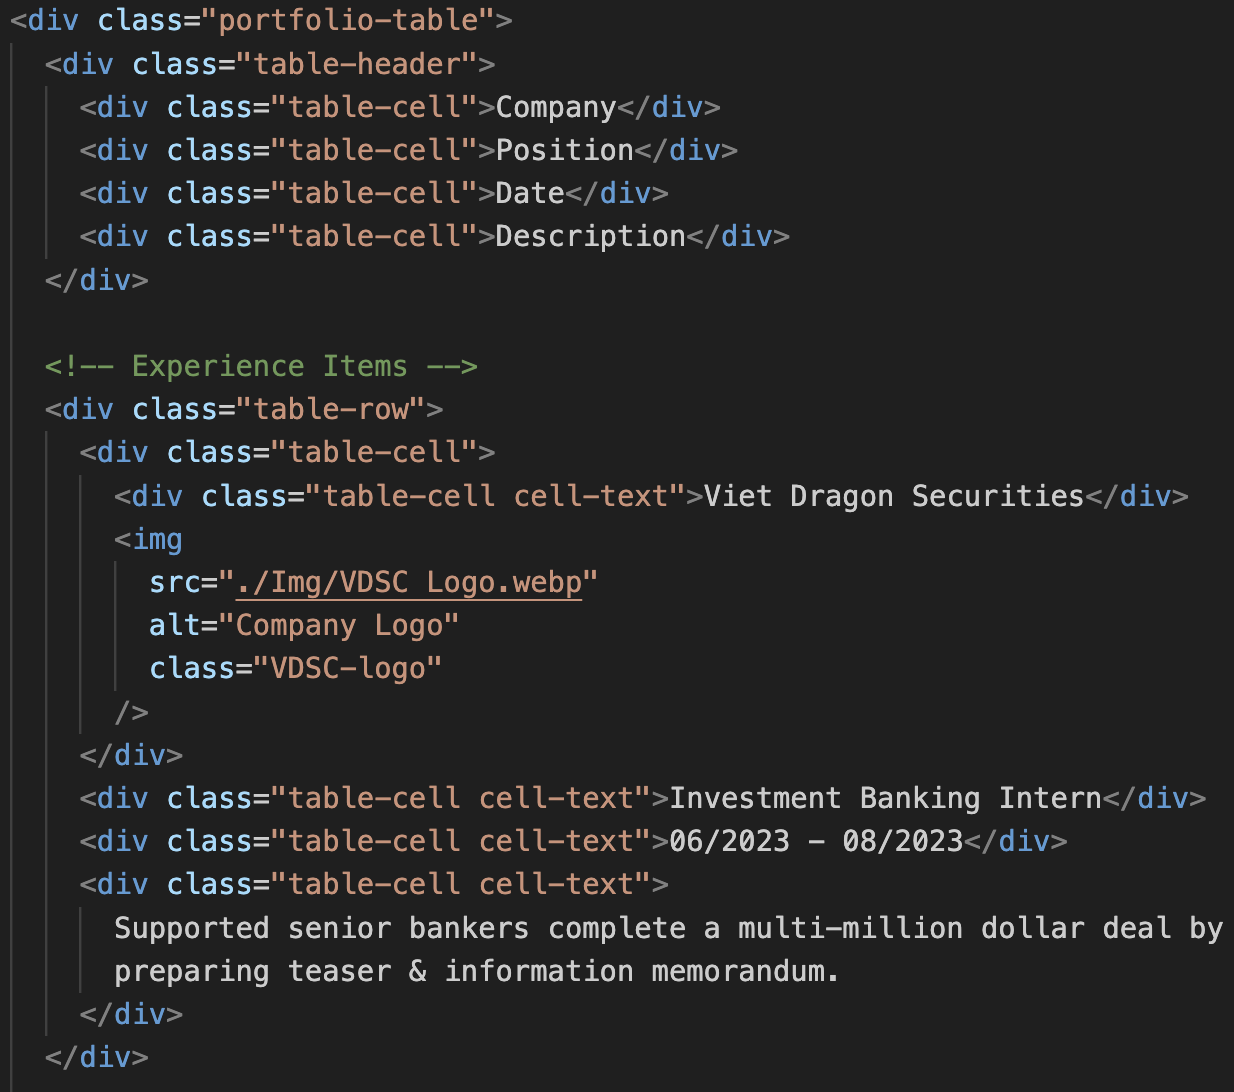 <div class="portfolio-table">
<div class="table-header">
<div class="table-cell">Company</div>
<div class="table-cell">Position</div>
<div class="table-cell">Date</div>
<div class="table-cell">Description</div>
</div>
<!-- Experience Items -->
<div class="table-row">
<div class="table-cell">
<div class="table-cell cell-text">Viet Dragon Securities</div>
<img
src="./Img/VDSC Logo.webp"
alt="Company Logo"
class="VDSC-logo"
/>
</div>
<div class="table-cell cell-text">Investment Banking Intern</div>
<div class="table-cell cell-text">06/2023 - 08/2023</div>
<div class="table-cell cell-text">
Supported senior bankers complete a multi-million dollar deal by
preparing teaser & information memorandum.
</div>
</div>